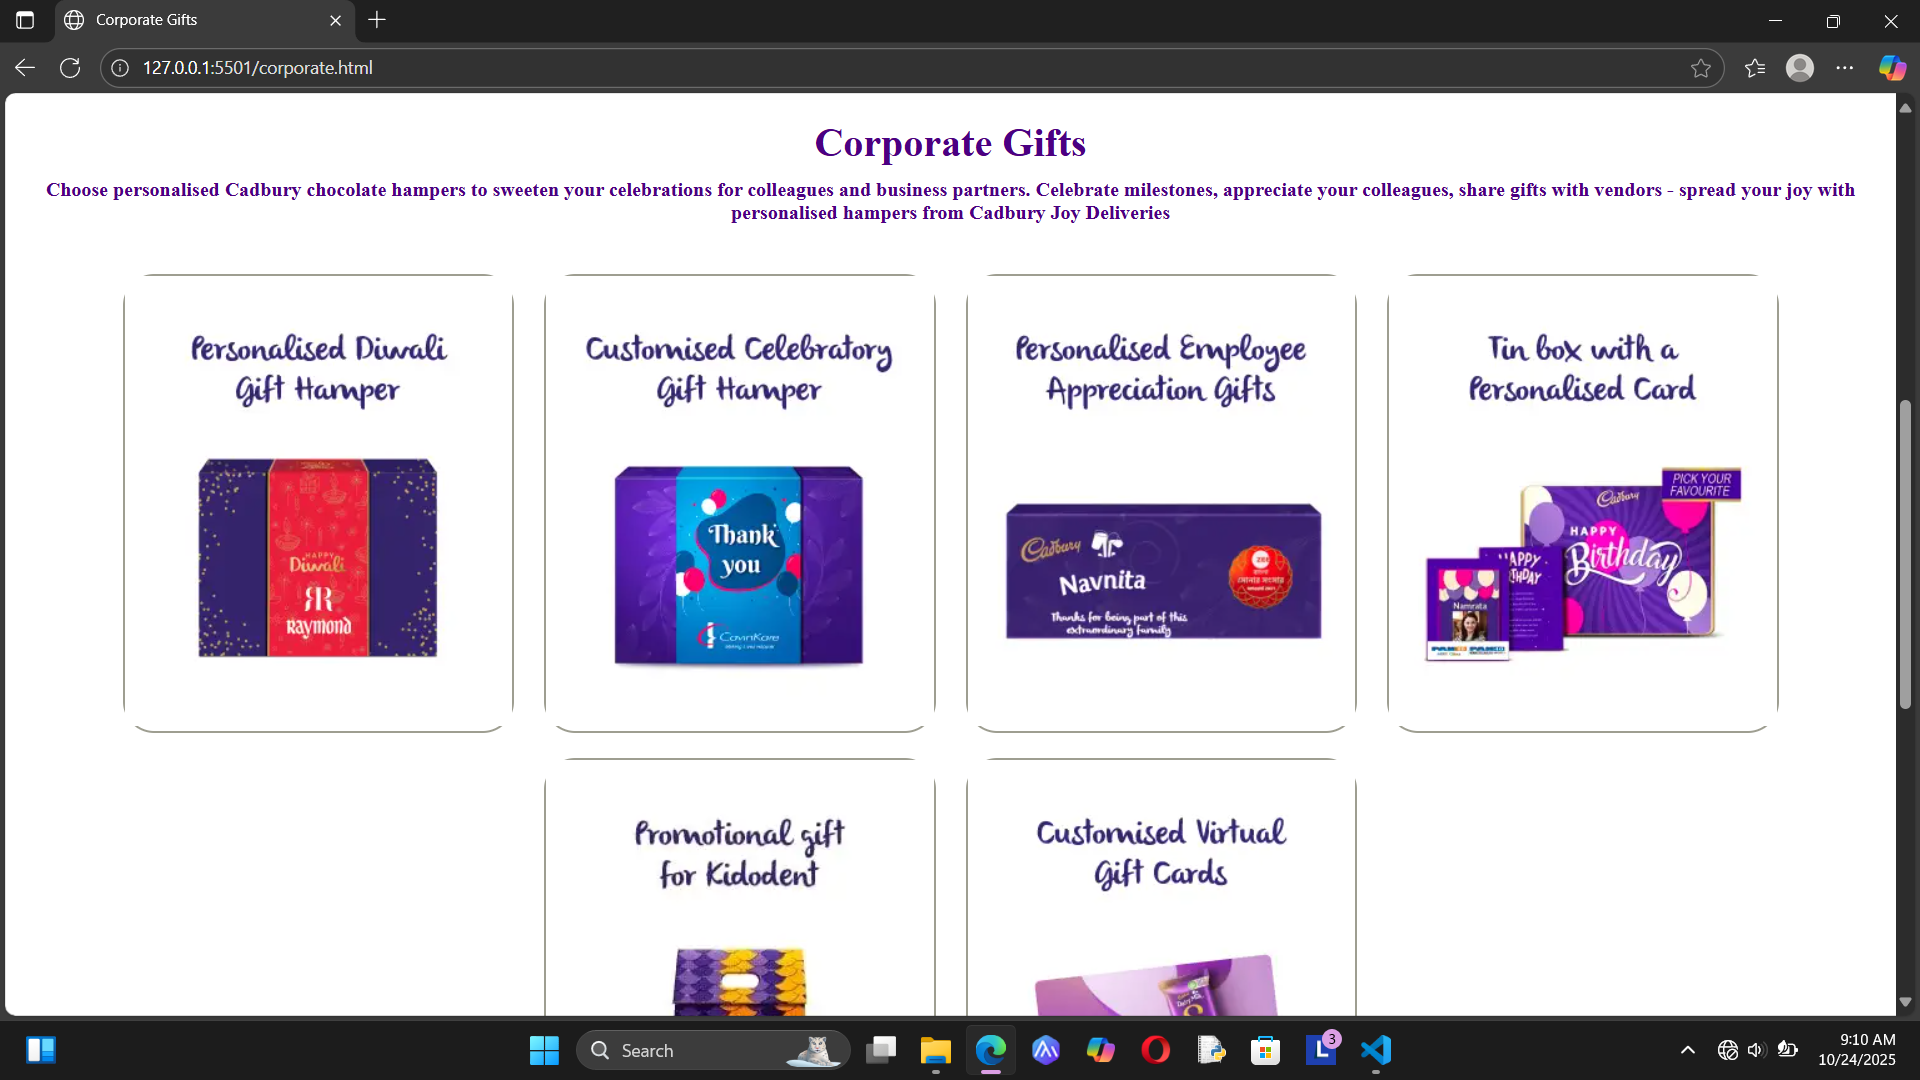 Corporate Gifts
127.0.0.1:5501/corporate.html
Corporate Gifts
Choose personalised Cadbury chocolate hampers to sweeten your celebrations for colleagues and business partners. Celebrate milestones, appreciate your colleagues, share gifts with vendors - spread your joy with
personalised hampers from Cadbury Joy Deliveries
Personalised Diwali
Gift Hamper
HAPPY
Diwali
RR
Raymond
Customised Celebratory
Gift Hamper
Thank
you
CavinKare
Personalised Employee
Appreciation Gifts
Cadbury
Navnita
Thanks for being part of this
extraordinary family
ZEE
Tin box with a
Personalised Card
PICK YOUR
FAVOURITE
Cadbury
HAPPY
Birthday
Namrata
Promotional gift
for Kidodent
Customised Virtual
Gift Cards
Dairy Milk
Search
L
3
9:10 AM
10/24/2025